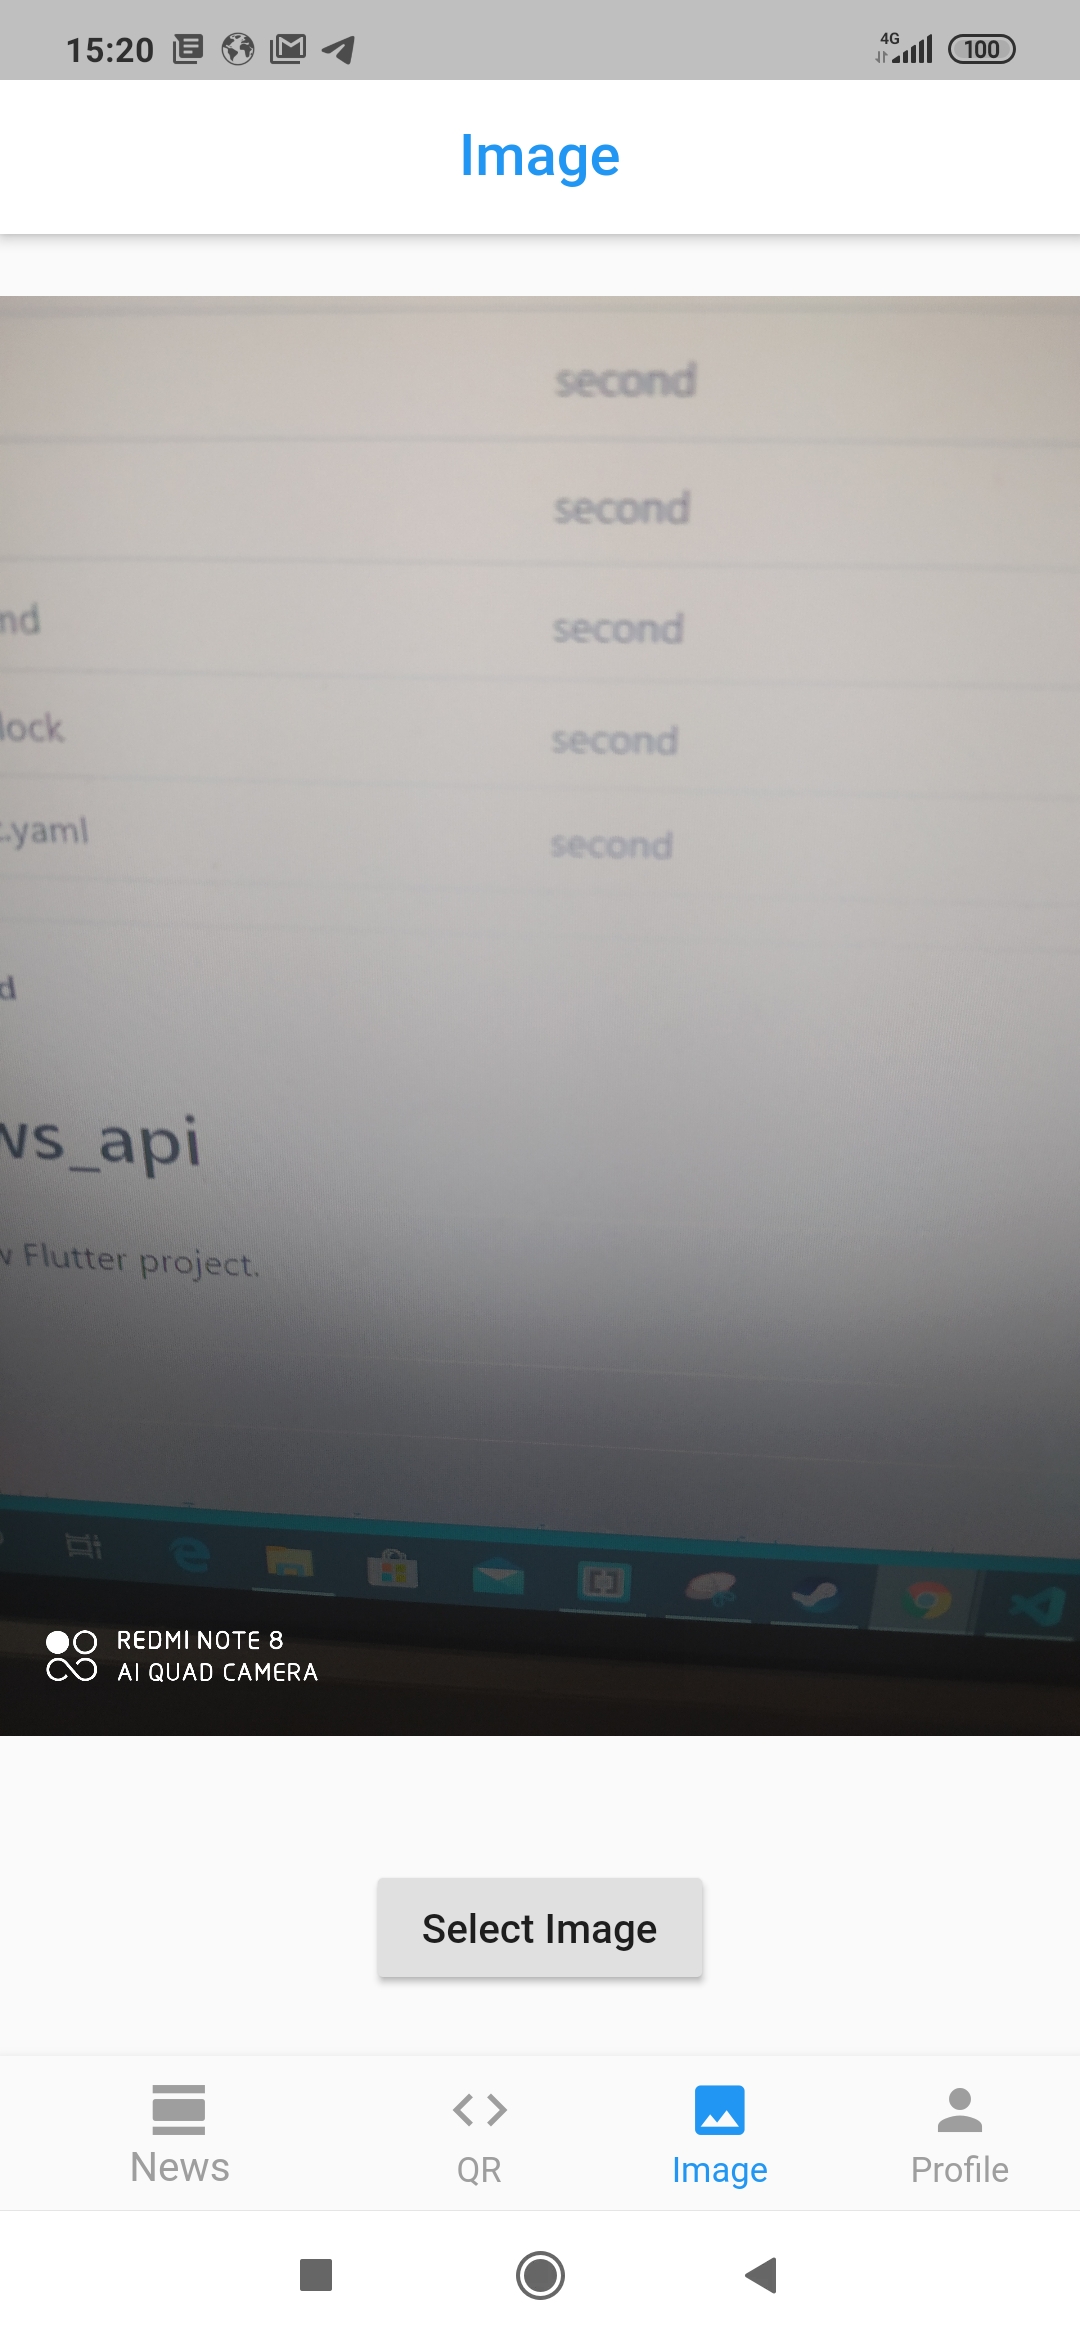 15:20
4G
100
Image
second
second
nd
second
lock
second
.yaml
second
d
ws_api
w Flutter project.
REDMI NOTE 8
AI QUAD CAMERA
Select Image
News
QR
Image
Profile